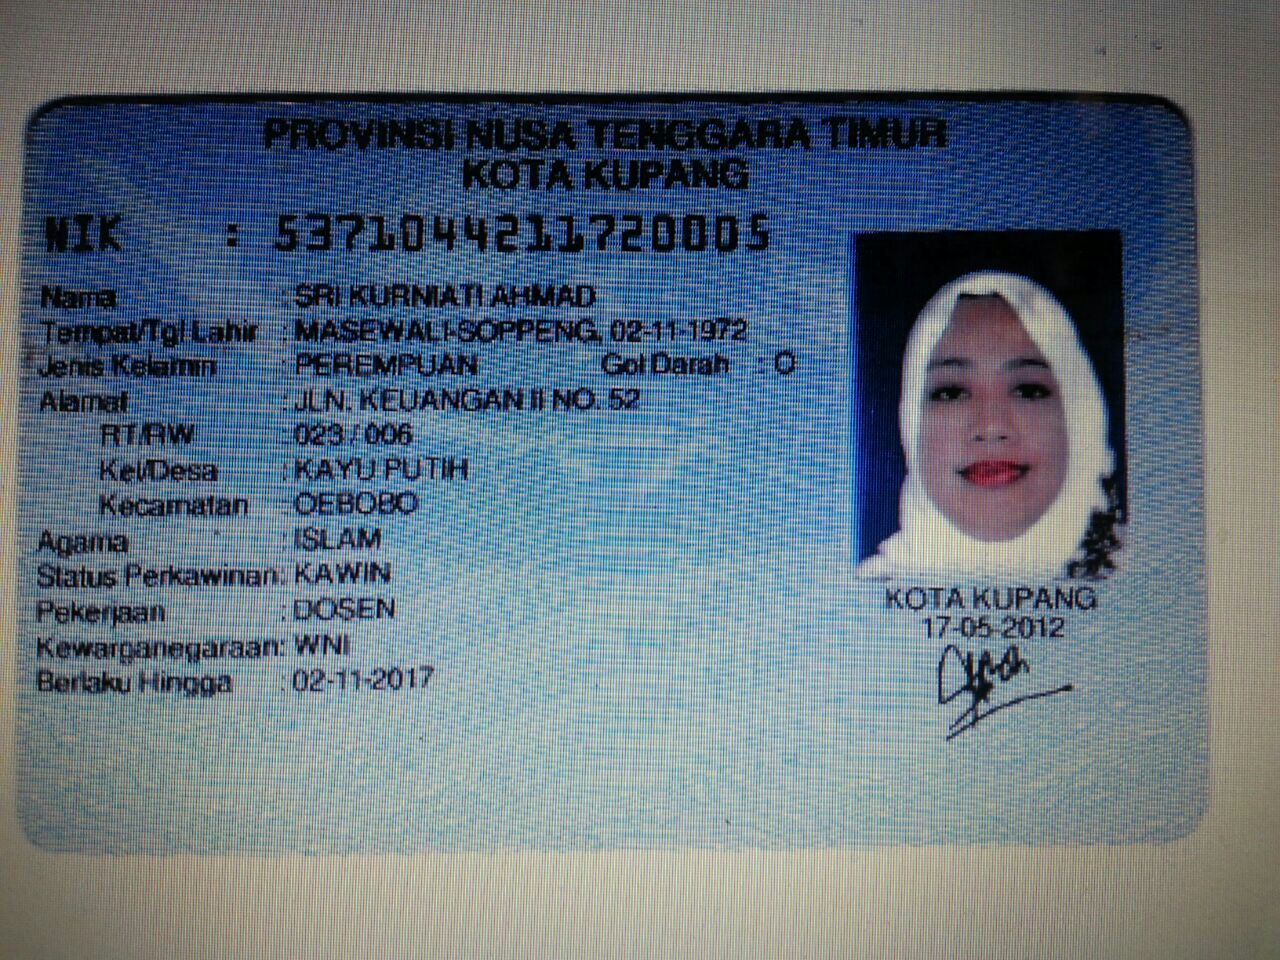 PROVINSI NUSA TENGGARA TIMUR
KOTA KUPANG
NIK : 5371044211720005
Nama : SRI KURNIATI AHMAD
Tempat/Tgl Lahir : MASEWALI-SOPPENG, 02-11-1972
Jenis Kelamin : PEREMPUAN Gol Darah : O
Alamat : JLN. KEUANGAN II NO. 52
RT/RW : 023 / 006
Kel/Desa : KAYU PUTIH
Kecamatan : OEBOBO
Agama : ISLAM
Status Perkawinan: KAWIN
Pekerjaan : DOSEN
Kewarganegaraan: WNI
Berlaku Hingga : 02-11-2017
KOTA KUPANG
17-05-2012